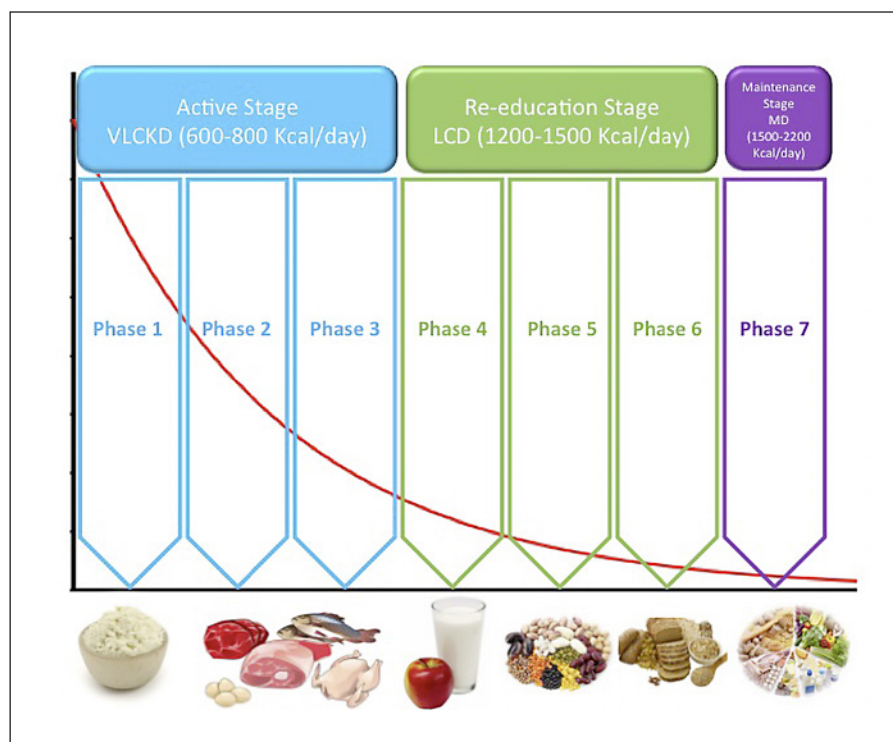 Active Stage
VLCKD (600-800 Kcal/day)
Re-education Stage
LCD (1200-1500 Kcal/day)
Maintenance
Stage
MD
(1500-2200
Kcal/day)
Phase 1
Phase 2
Phase 3
Phase 4
Phase 5
Phase 6
Phase 7